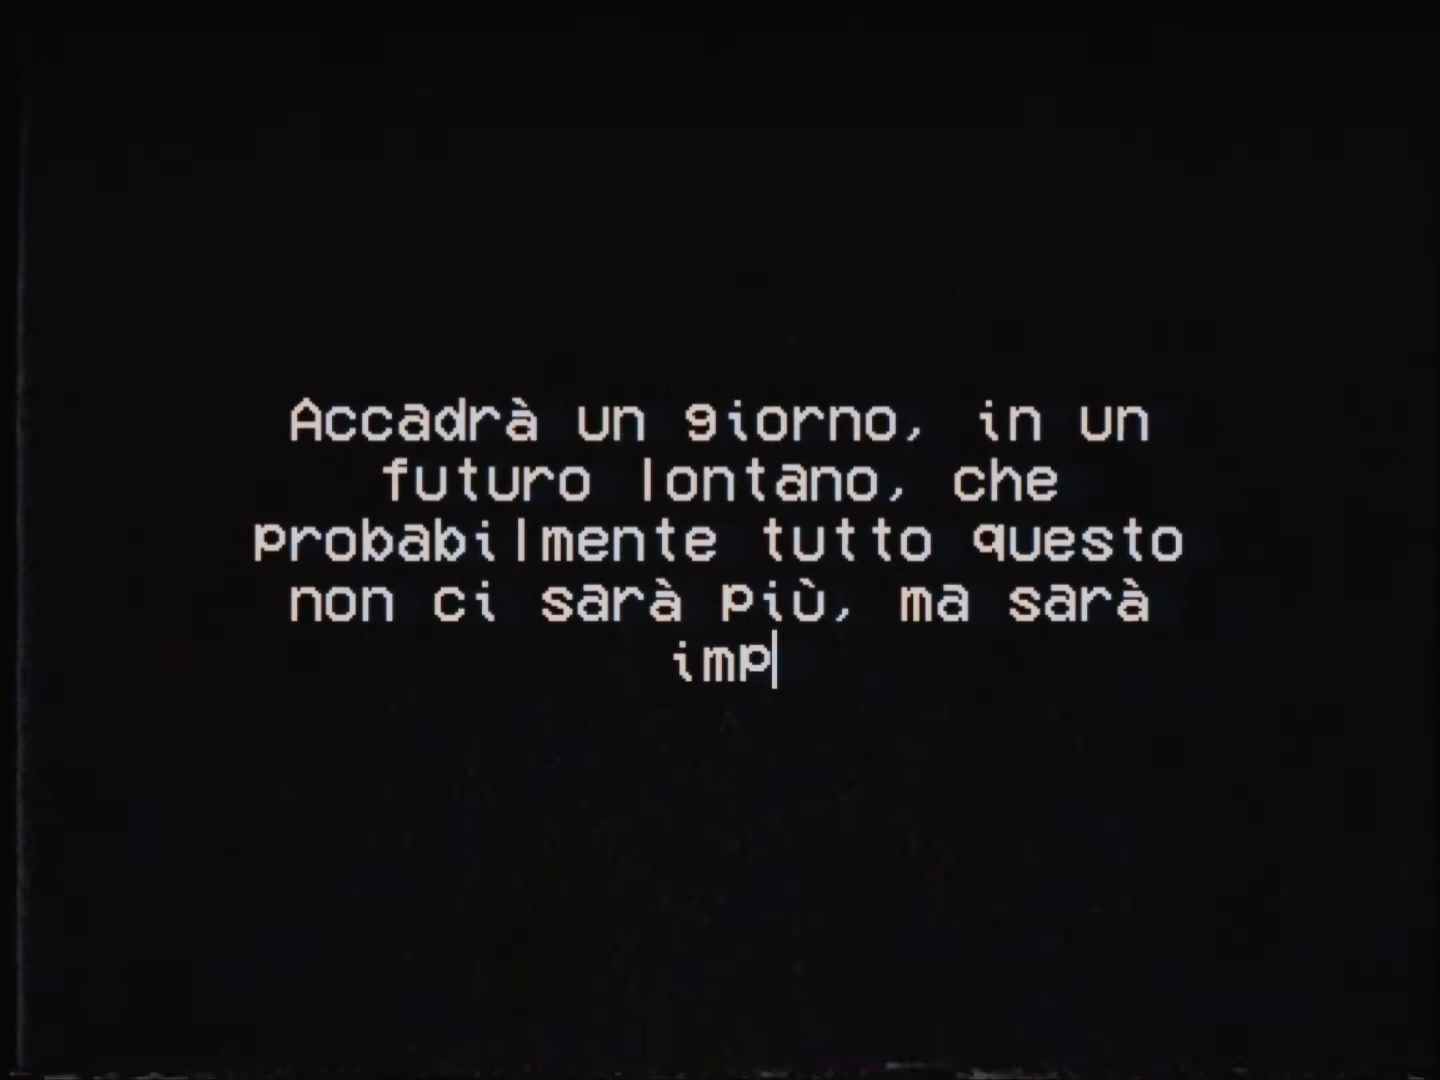 Accadrà un giorno, in un
futuro lontano, che
probabilmente tutto questo
non ci sarà più, ma sarà
imp